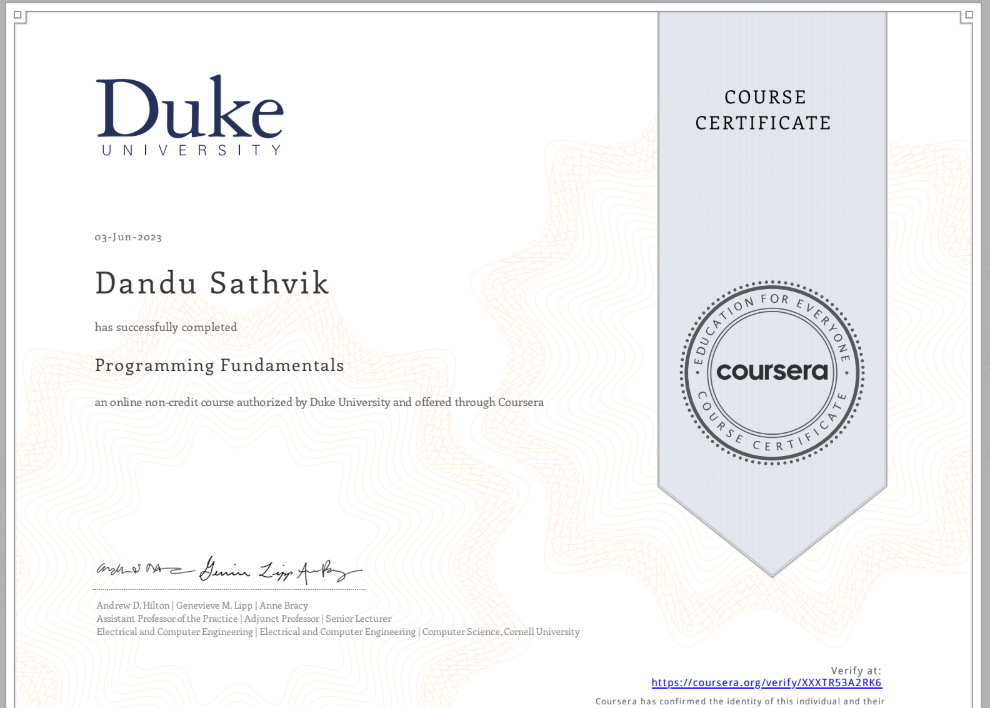 Duke
UNIVERSITY
COURSE
CERTIFICATE
03-Jun-2023
Dandu Sathvik
has successfully completed
Programming Fundamentals
an online non-credit course authorized by Duke University and offered through Coursera
EDUCATION FOR EVERYONE
coursera
COURSE CERTIFICATE
Andrew D. Hilton | Genevieve M. Lipp | Anne Bracy
Assistant Professor of the Practice | Adjunct Professor | Senior Lecturer
Electrical and Computer Engineering | Electrical and Computer Engineering | Computer Science, Cornell University
Verify at:
https://coursera.org/verify/XXXTR53A2RK6
Coursera has confirmed the identity of this individual and their